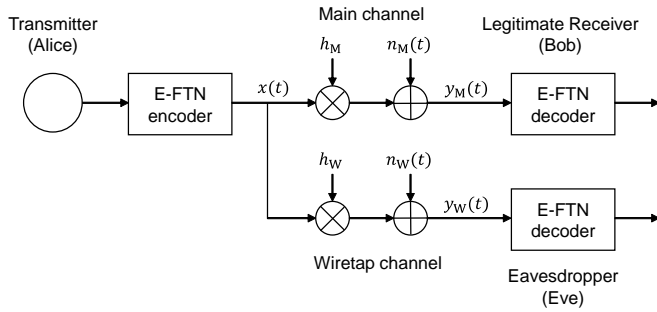 Transmitter
(Alice)
E-FTN
encoder
x(t)
Main channel
h_M
n_M(t)
y_M(t)
Legitimate Receiver
(Bob)
E-FTN
decoder
h_W
n_W(t)
y_W(t)
Wiretap channel
E-FTN
decoder
Eavesdropper
(Eve)